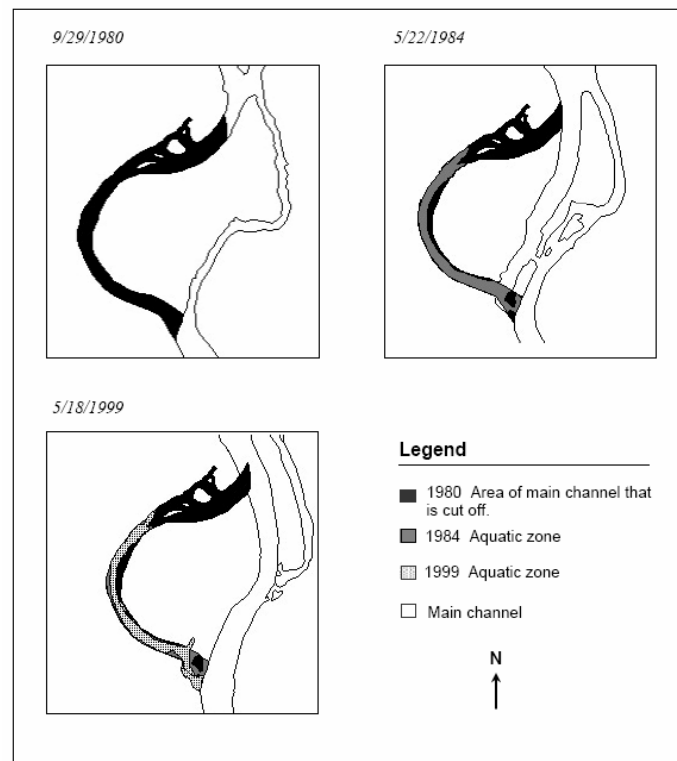 9/29/1980
5/22/1984
5/18/1999
Legend
1980 Area of main channel that
is cut off.
1984 Aquatic zone
1999 Aquatic zone
Main channel
N